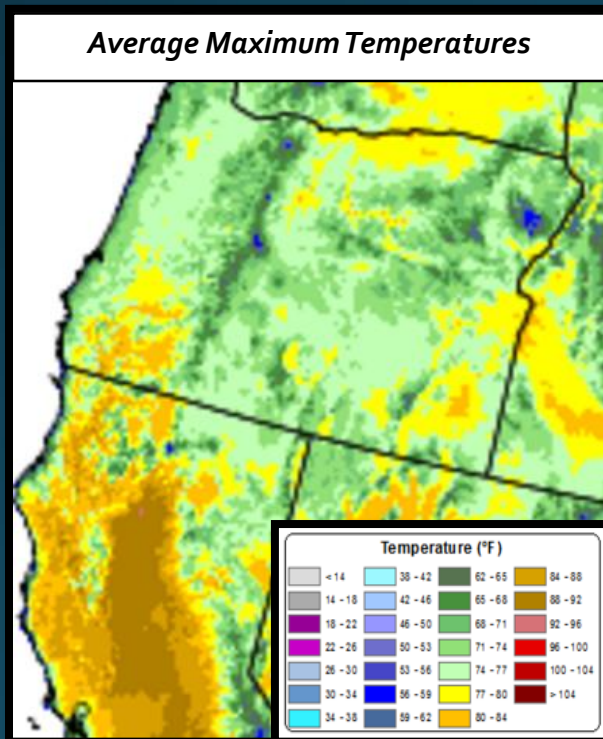 Average Maximum Temperatures
Temperature (°F)
< 14 38 - 42 62 - 65 84 - 88
14 - 18 42 - 46 65 - 68 88 - 92
18 - 22 46 - 50 68 - 71 92 - 96
22 - 26 50 - 53 71 - 74 96 - 100
26 - 30 53 - 56 74 - 77 100 - 104
30 - 34 56 - 59 77 - 80 > 104
34 - 38 59 - 62 80 - 84